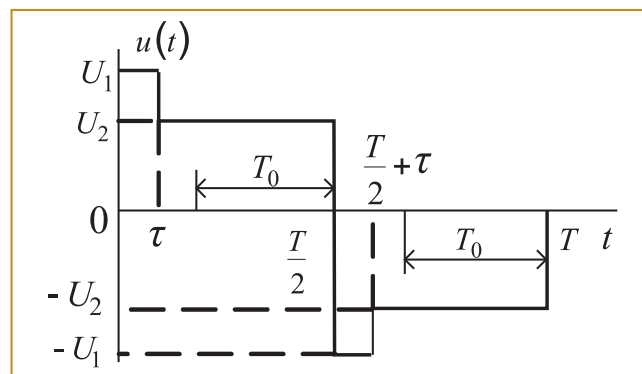 u(t)
U₁
U₂
T₀
T/2 + τ
0
τ
T/2
T₀
T t
- U₂
- U₁